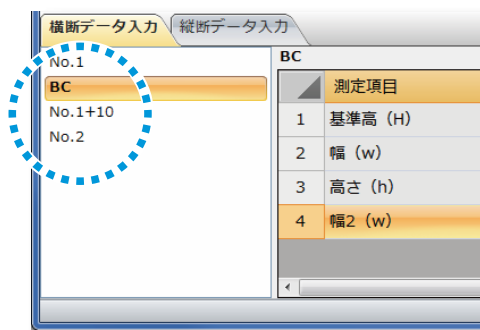 横断データ入力 縦断データ入力
No.1
BC
No.1+10
No.2
BC
測定項目
1 基準高（H）
2 幅（w）
3 高さ（h）
4 幅2（w）